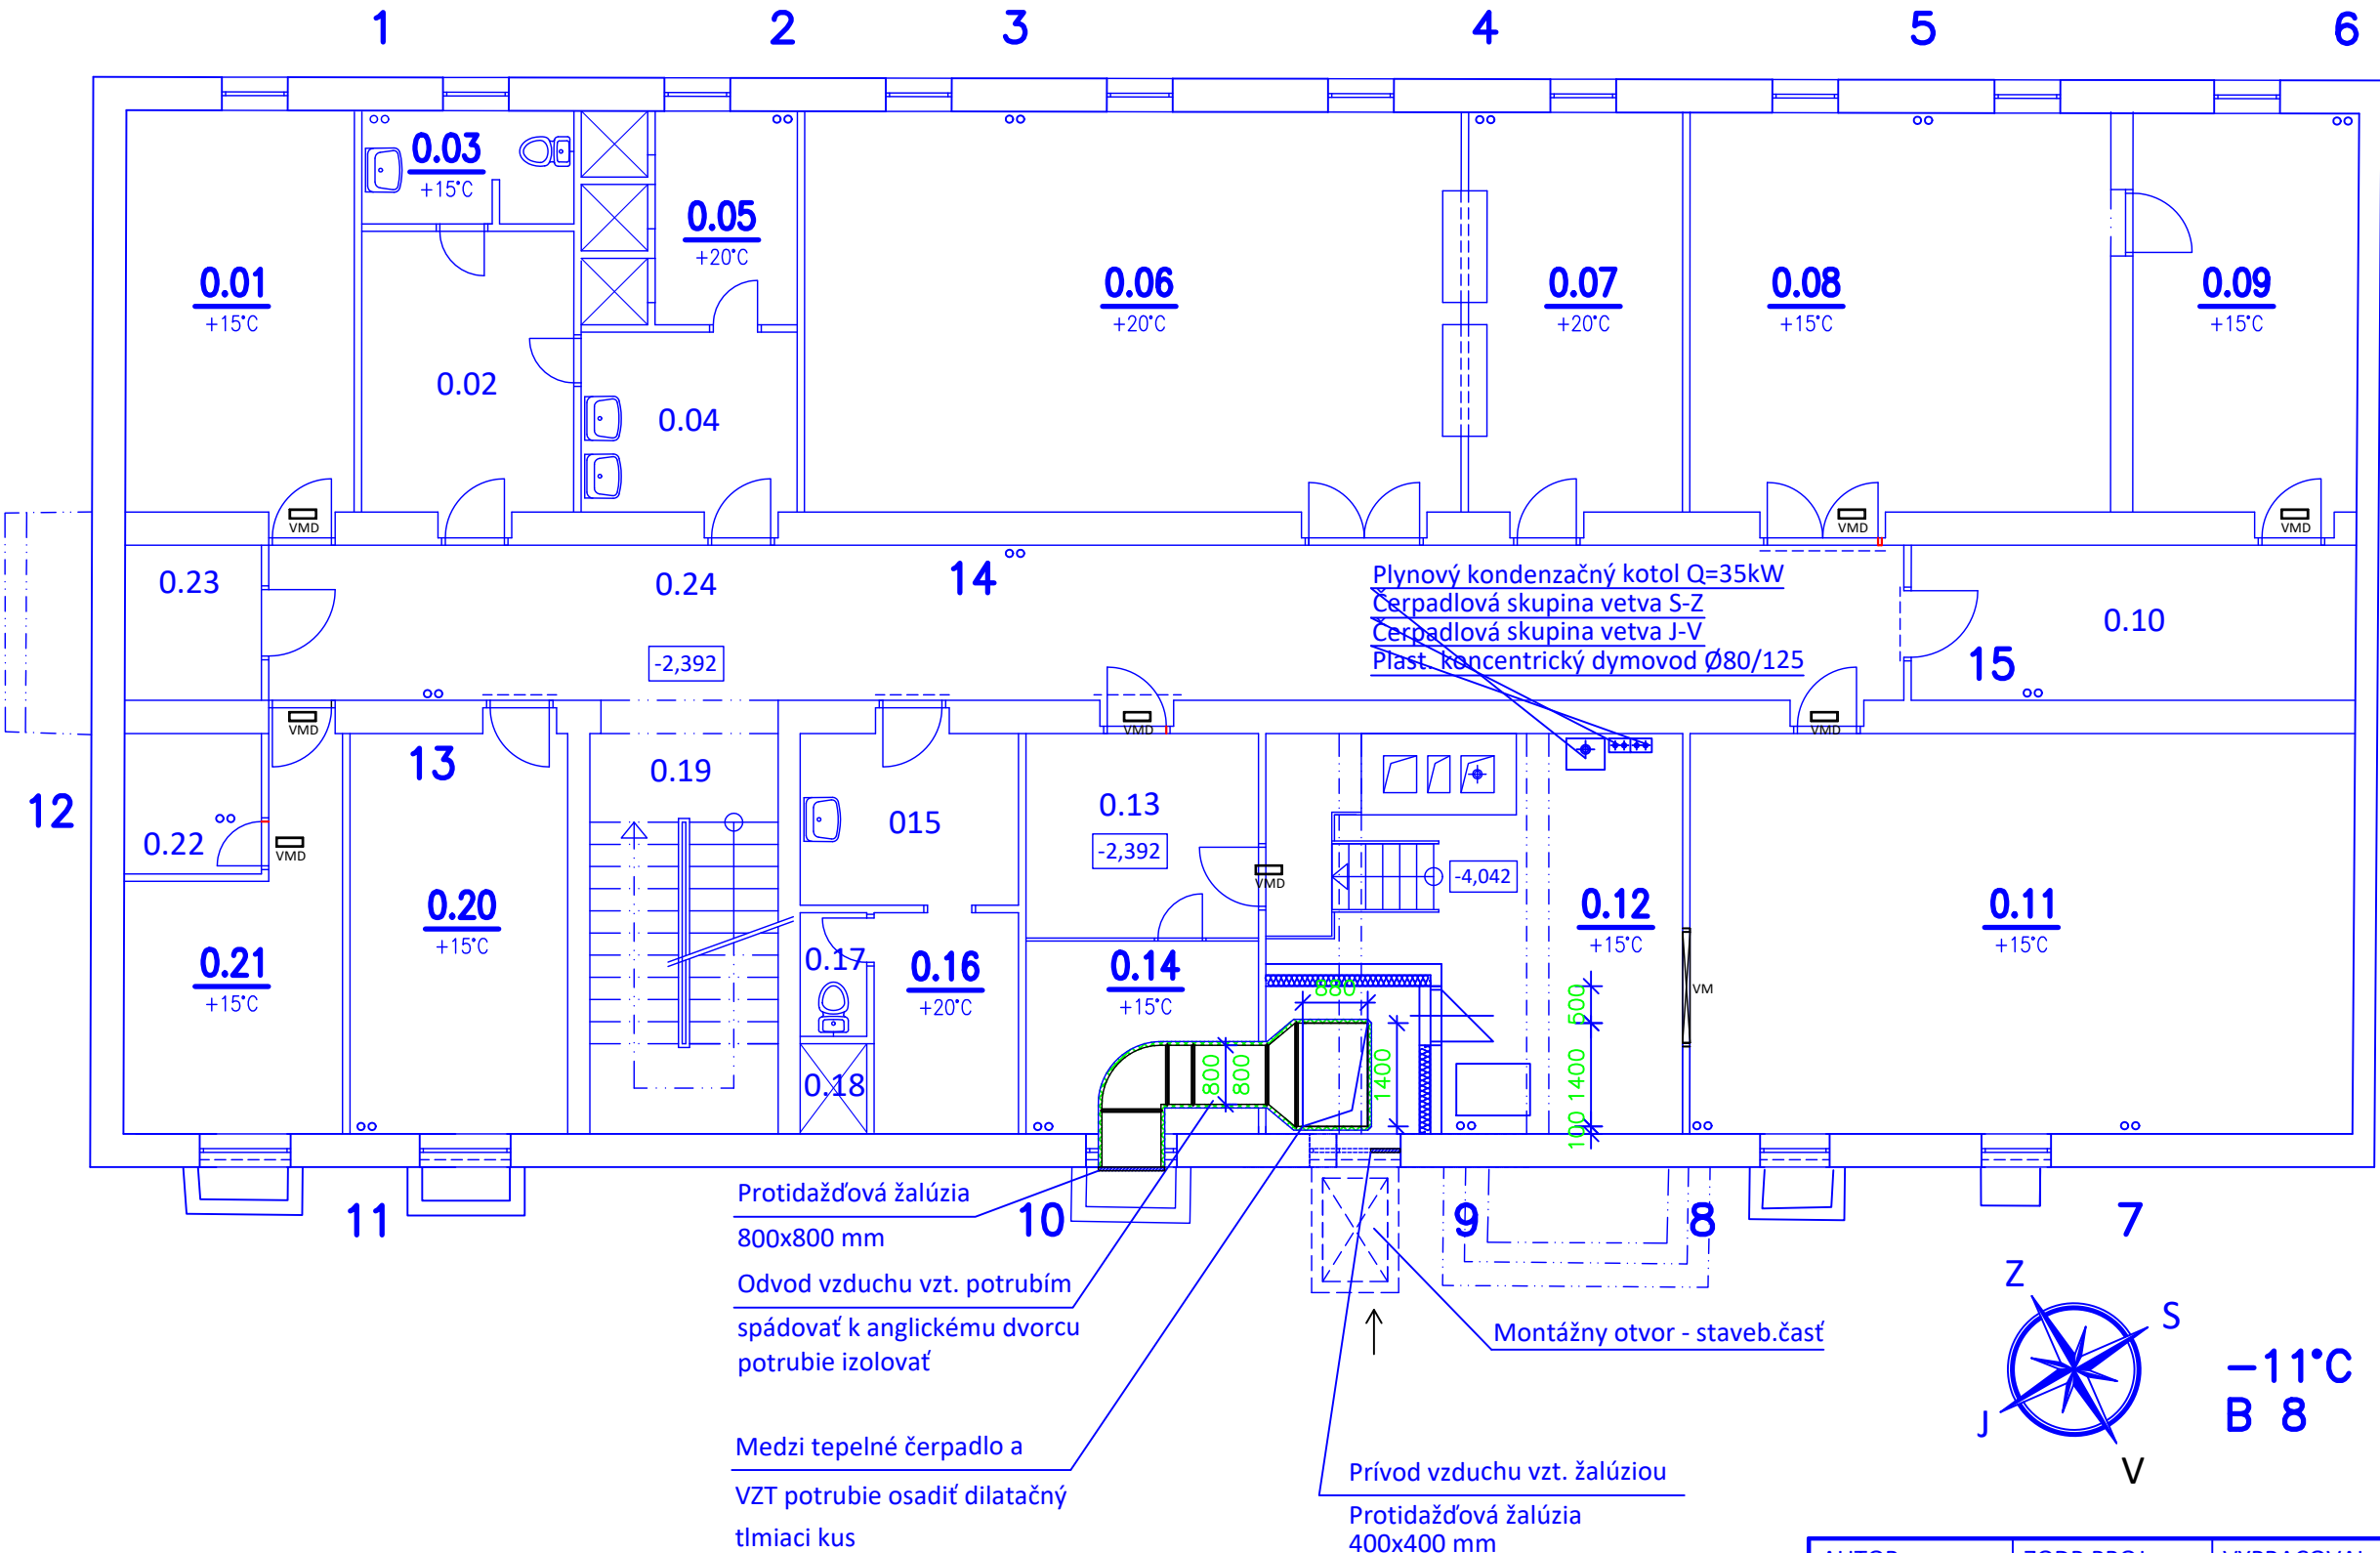 1 2 3 4 5 6
0.03
+15°C
0.05
+20°C
0.01
+15°C
0.06
+20°C
0.07
+20°C
0.08
+15°C
0.09
+15°C
0.02
0.04
VMD
VMD
VMD
0.23
0.24
14
-2,392
Plynový kondenzačný kotol Q=35kW
Čerpadlová skupina vetva S-Z
Čerpadlová skupina vetva J-V
Plast. koncentrický dymovod Ø80/125
0.10
15
VMD
VMD
VMD
13
12
0.19
0.22
VMD
015
0.13
-2,392
VMD
-4,042
0.20
+15°C
0.21
+15°C
0.17
0.16
+20°C
0.14
+15°C
0.12
+15°C
0.11
+15°C
VM
880
500
800
800
1400
1400
100
0.18
11
10
9
8
7
Protidažďová žalúzia
800x800 mm
Odvod vzduchu vzt. potrubím
spádovať k anglickému dvorcu
potrubie izolovať
Montážny otvor - staveb.časť
Medzi tepelné čerpadlo a
VZT potrubie osadiť dilatačný
tlmiaci kus
Prívod vzduchu vzt. žalúziou
Protidažďová žalúzia
400x400 mm
Z
S
J
V
-11°C
B 8